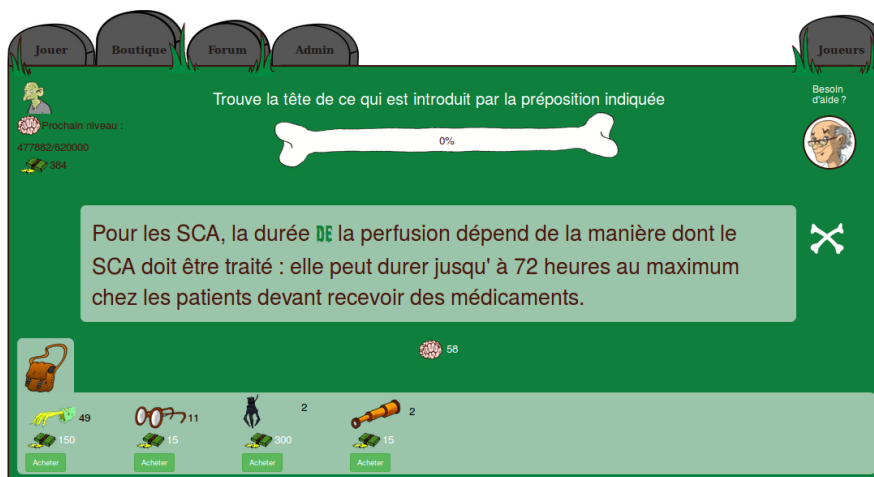 Jouer
Boutique
Forum
Admin
Joueurs
Trouve la tête de ce qui est introduit par la préposition indiquée
Besoin
d'aide ?
Prochain niveau :
477882/620000
384
0%
Pour les SCA, la durée DE la perfusion dépend de la manière dont le
SCA doit être traité : elle peut durer jusqu' à 72 heures au maximum
chez les patients devant recevoir des médicaments.
58
49
11
2
2
150
15
300
15
Acheter
Acheter
Acheter
Acheter